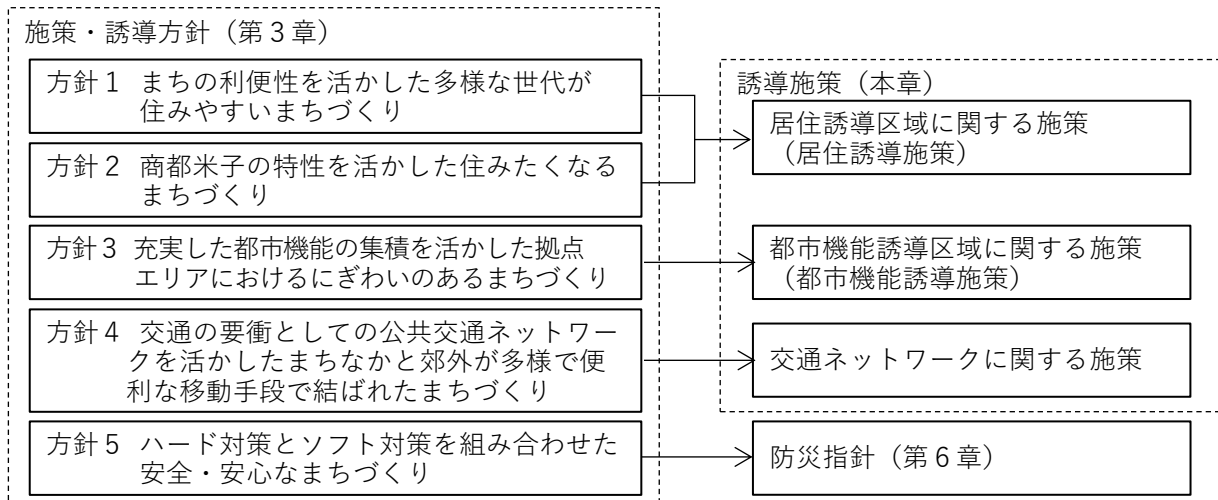 施策・誘導方針（第３章）
方針１ まちの利便性を活かした多様な世代が
住みやすいまちづくり
方針２ 商都米子の特性を活かした住みたくなる
まちづくり
方針３ 充実した都市機能の集積を活かした拠点
エリアにおけるにぎわいのあるまちづくり
方針４ 交通の要衝としての公共交通ネットワー
クを活かしたまちなかと郊外が多様で便
利な移動手段で結ばれたまちづくり
方針５ ハード対策とソフト対策を組み合わせた
安全・安心なまちづくり
誘導施策（本章）
居住誘導区域に関する施策
（居住誘導施策）
都市機能誘導区域に関する施策
（都市機能誘導施策）
交通ネットワークに関する施策
防災指針（第６章）